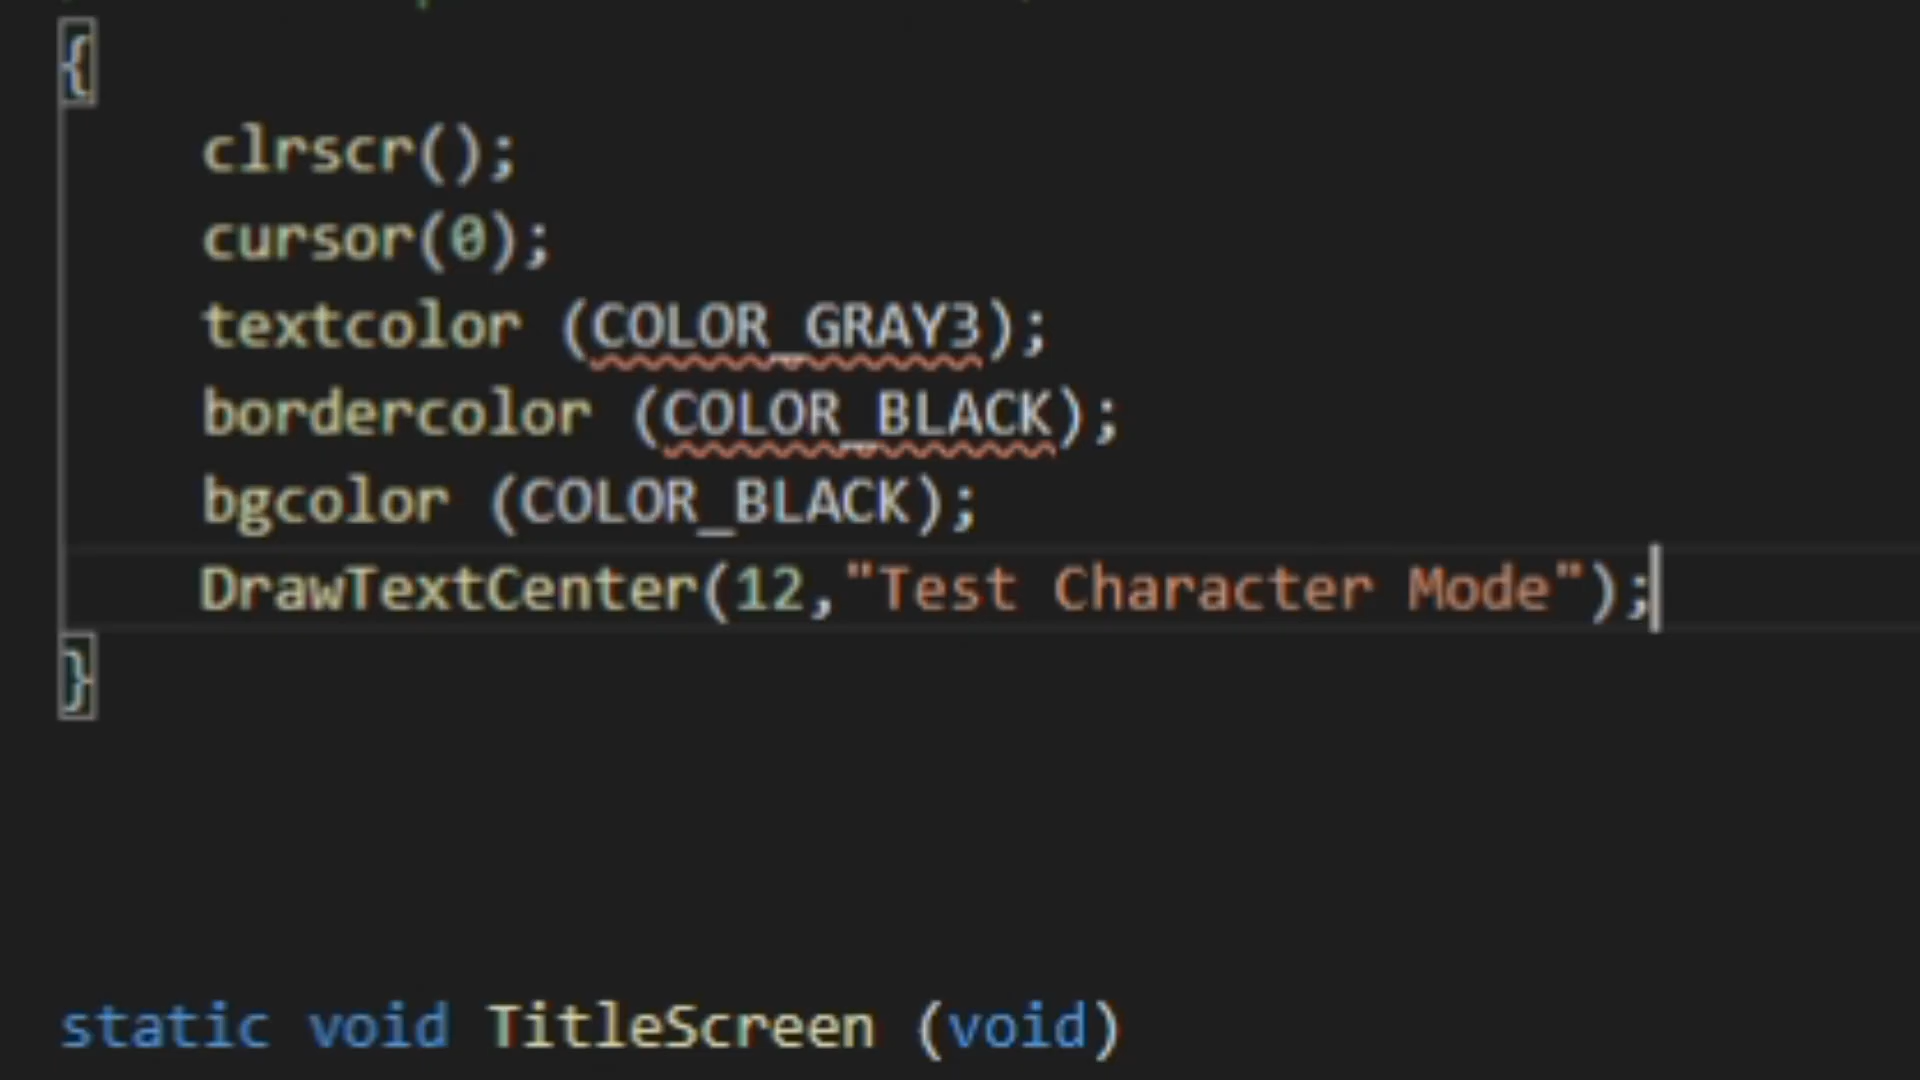 {
clrscr();
cursor(0);
textcolor (COLOR_GRAY3);
bordercolor (COLOR_BLACK);
bgcolor (COLOR_BLACK);
DrawTextCenter(12,"Test Character Mode");
}
static void TitleScreen (void)